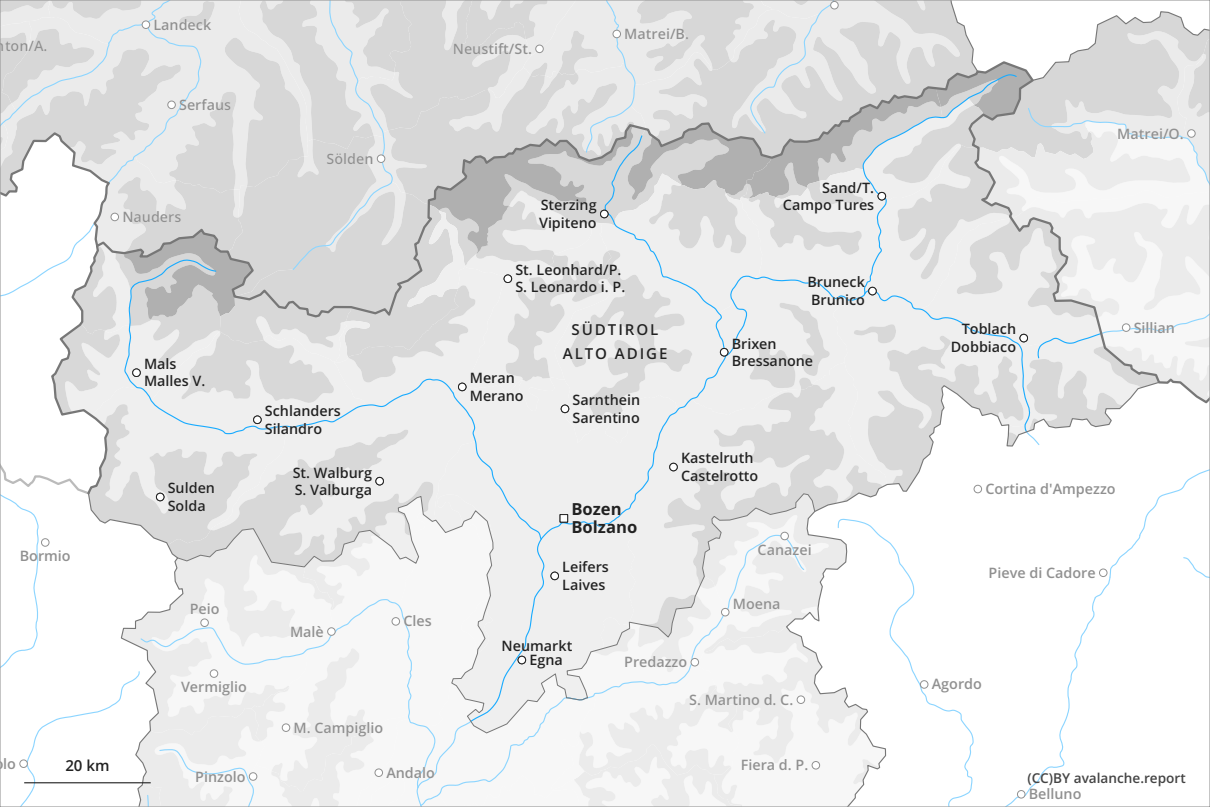 Landeck
Matrei/B.
Neustift/St.
nton/A.
Serfaus
Matrei/O.
Sölden
Sand/T.
Campo Tures
Nauders
Sterzing
Vipiteno
St. Leonhard/P.
S. Leonardo i. P.
Bruneck
Brunico
SÜDTIROL
ALTO ADIGE
Toblach
Dobbiaco
Sillian
Brixen
Bressanone
Mals
Malles V.
Meran
Merano
Schlanders
Silandro
Sarnthein
Sarentino
Kastelruth
Castelrotto
St. Walburg
S. Valburga
Sulden
Solda
Cortina d'Ampezzo
Bozen
Bolzano
Bormio
Canazei
Leifers
Laives
Pieve di Cadore
Peio
Moena
Malè
Cles
Neumarkt
Egna
Predazzo
Vermiglio
Agordo
S. Martino d. C.
M. Campiglio
olo
20 km
Pinzolo
Andalo
Fiera d. P.
(CC)BY avalanche.report
Belluno